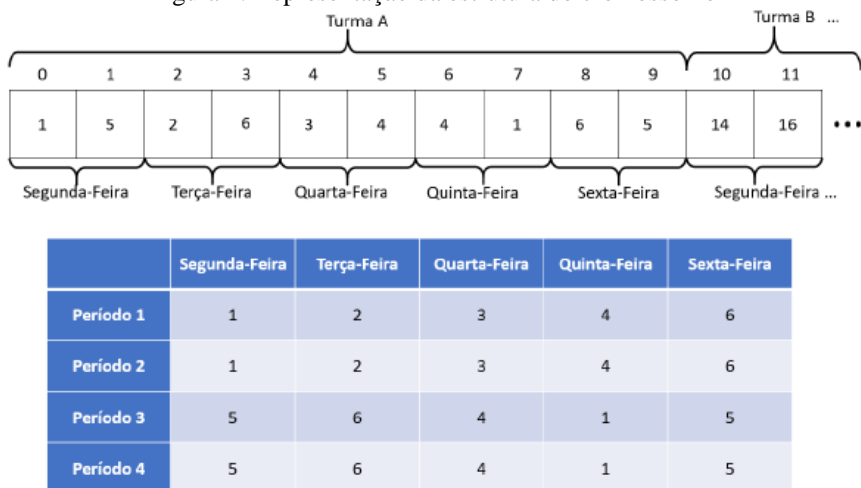 Turma A
Turma B ...
0 1 2 3 4 5 6 7 8 9 10 11
1 5 2 6 3 4 4 1 6 5 14 16 ...
Segunda-Feira Terça-Feira Quarta-Feira Quinta-Feira Sexta-Feira Segunda-Feira ...
Segunda-Feira Terça-Feira Quarta-Feira Quinta-Feira Sexta-Feira
Período 1 1 2 3 4 6
Período 2 1 2 3 4 6
Período 3 5 6 4 1 5
Período 4 5 6 4 1 5